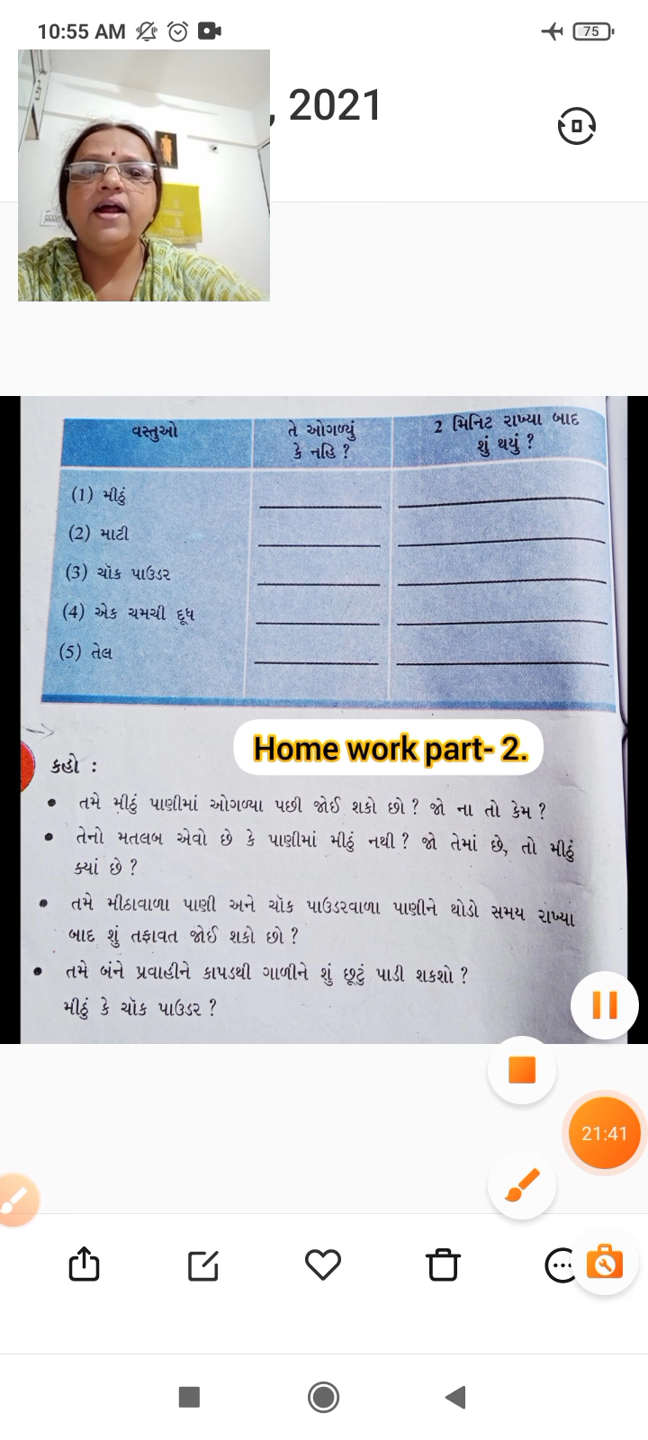 10:55 AM
75
, 2021
વસ્તુઓ
તે ઓગળ્યું
કે નહિ ?
2 મિનિટ રાખ્યા બાદ
શું થયું ?
(1) મીઠું
(2) માટી
(3) ચૉક પાઉડર
(4) એક ચમચી દૂધ
(5) તેલ
Home work part- 2.
કહો :
• તમે મીઠું પાણીમાં ઓગળ્યા પછી જોઈ શકો છો ? જો ના તો કેમ ?
• તેનો મતલબ એવો છે કે પાણીમાં મીઠું નથી ? જો તેમાં છે, તો મીઠું
ક્યાં છે ?
• તમે મીઠાવાળા પાણી અને ચૉક પાઉડરવાળા પાણીને થોડો સમય રાખ્યા
બાદ શું તફાવત જોઈ શકો છો ?
• તમે બંને પ્રવાહીને કાપડથી ગાળીને શું છૂટું પાડી શકશો ?
મીઠું કે ચૉક પાઉડર ?
21:41